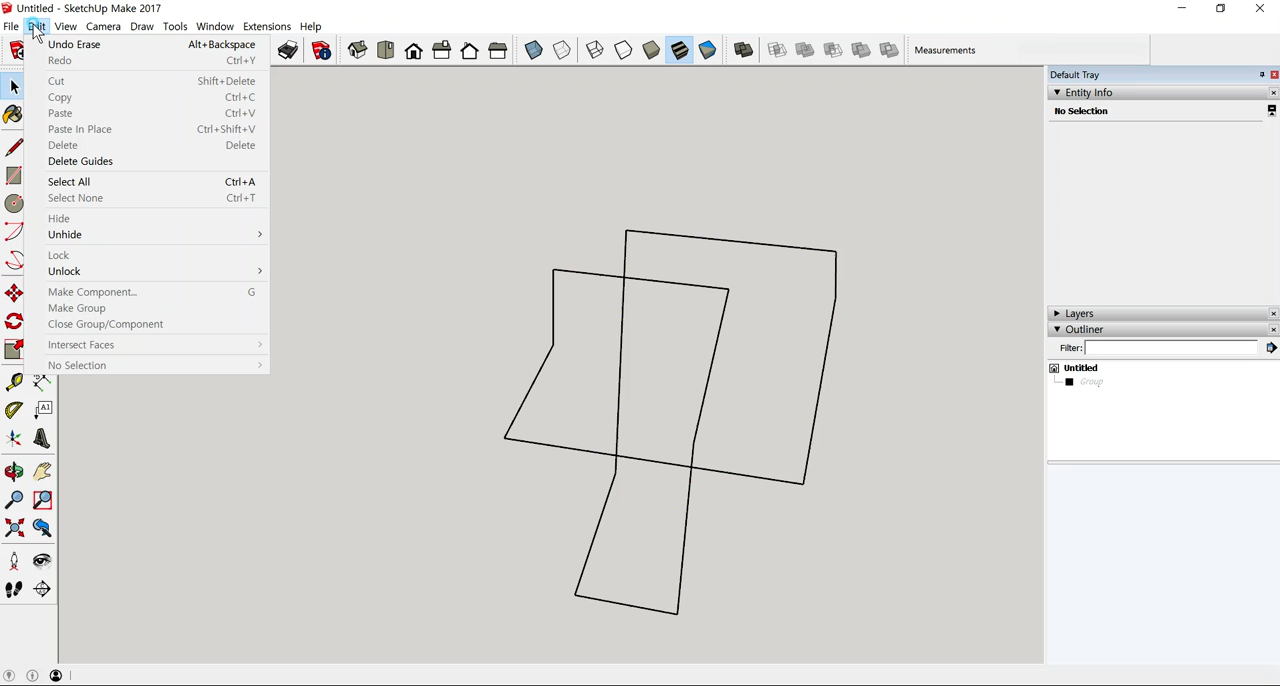 Untitled - SketchUp Make 2017
File Edit View Camera Draw Tools Window Extensions Help
Measurements
Undo Erase Alt+Backspace
Redo Ctrl+Y
Cut Shift+Delete
Copy Ctrl+C
Paste Ctrl+V
Paste In Place Ctrl+Shift+V
Delete Delete
Delete Guides
Select All Ctrl+A
Select None Ctrl+T
Hide
Unhide
Lock
Unlock
Make Component... G
Make Group
Close Group/Component
Intersect Faces
No Selection
A1
Default Tray
Entity Info
No Selection
Layers
Outliner
Filter:
Untitled
Group